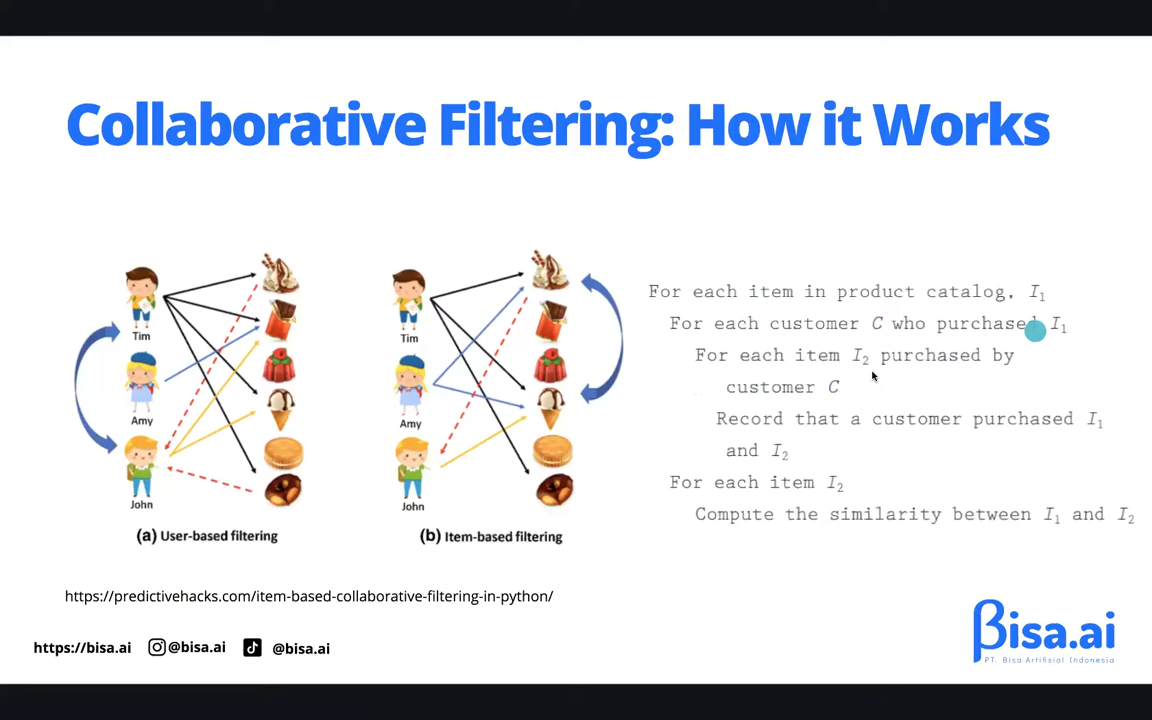 Collaborative Filtering: How it Works
Tim
Amy
John
(a) User-based filtering
Tim
Amy
John
(b) Item-based filtering
For each item in product catalog, I₁
For each customer C who purchased I₁
For each item I₂ purchased by
customer C
Record that a customer purchased I₁
and I₂
For each item I₂
Compute the similarity between I₁ and I₂
https://predictivehacks.com/item-based-collaborative-filtering-in-python/
https://bisa.ai @bisa.ai @bisa.ai
βisa.ai
PT. Bisa Artifisial Indonesia